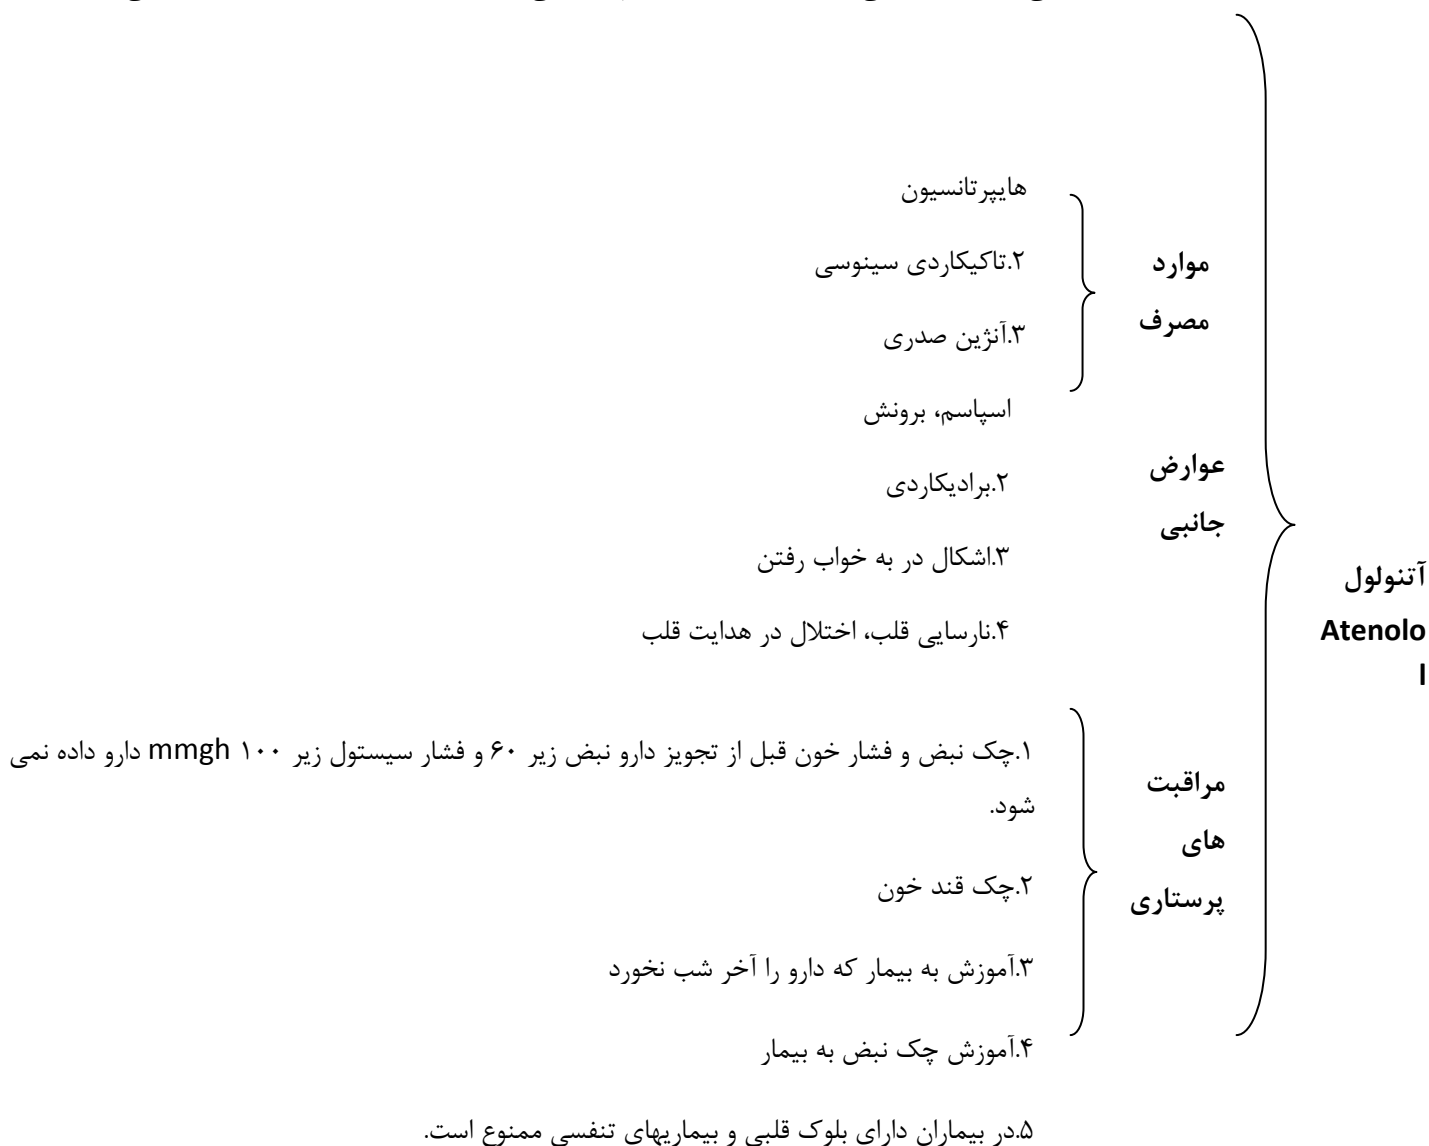 آتنولول
Atenolo
l
موارد
مصرف
هایپرتانسیون
۲.تاکیکاردی سینوسی
۳.آنژین صدری
عوارض
جانبی
اسپاسم، برونش
۲.برادیکاردی
۳.اشکال در به خواب رفتن
۴.نارسایی قلب، اختلال در هدایت قلب
مراقبت
های
پرستاری
۱.چک نبض و فشار خون قبل از تجویز دارو نبض زیر ۶۰ و فشار سیستول زیر ۱۰۰ mmgh دارو داده نمی
شود.
۲.چک قند خون
۳.آموزش به بیمار که دارو را آخر شب نخورد
۴.آموزش چک نبض به بیمار
۵.در بیماران دارای بلوک قلبی و بیماریهای تنفسی ممنوع است.